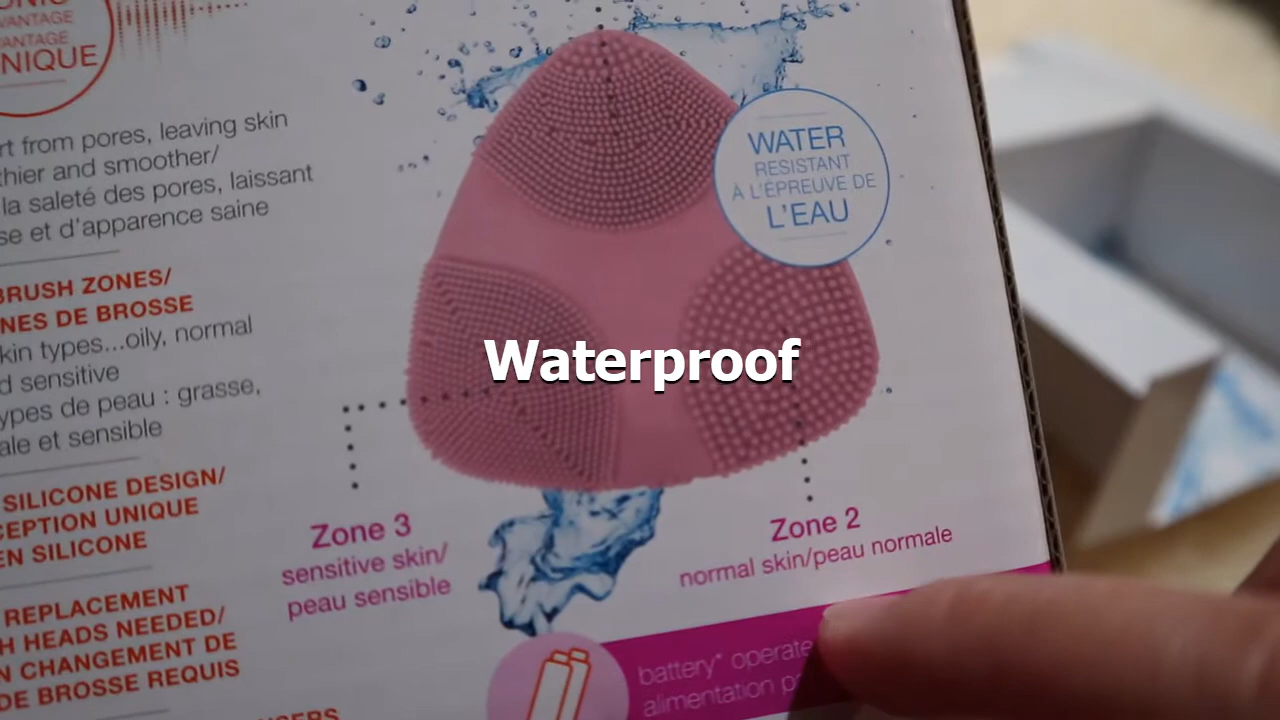 VANTAGE
VANTAGE
NIQUE
rt from pores, leaving skin
thier and smoother/
la saleté des pores, laissant
se et d'apparence saine
BRUSH ZONES/
NES DE BROSSE
kin types...oily, normal
d sensitive
ypes de peau : grasse,
ale et sensible
SILICONE DESIGN/
CEPTION UNIQUE
EN SILICONE
REPLACEMENT
H HEADS NEEDED/
N CHANGEMENT DE
DE BROSSE REQUIS
WATER
RESISTANT
À L'ÉPREUVE DE
L'EAU
Waterproof
Zone 3
sensitive skin/
peau sensible
Zone 2
normal skin/peau normale
battery* operate
alimentation